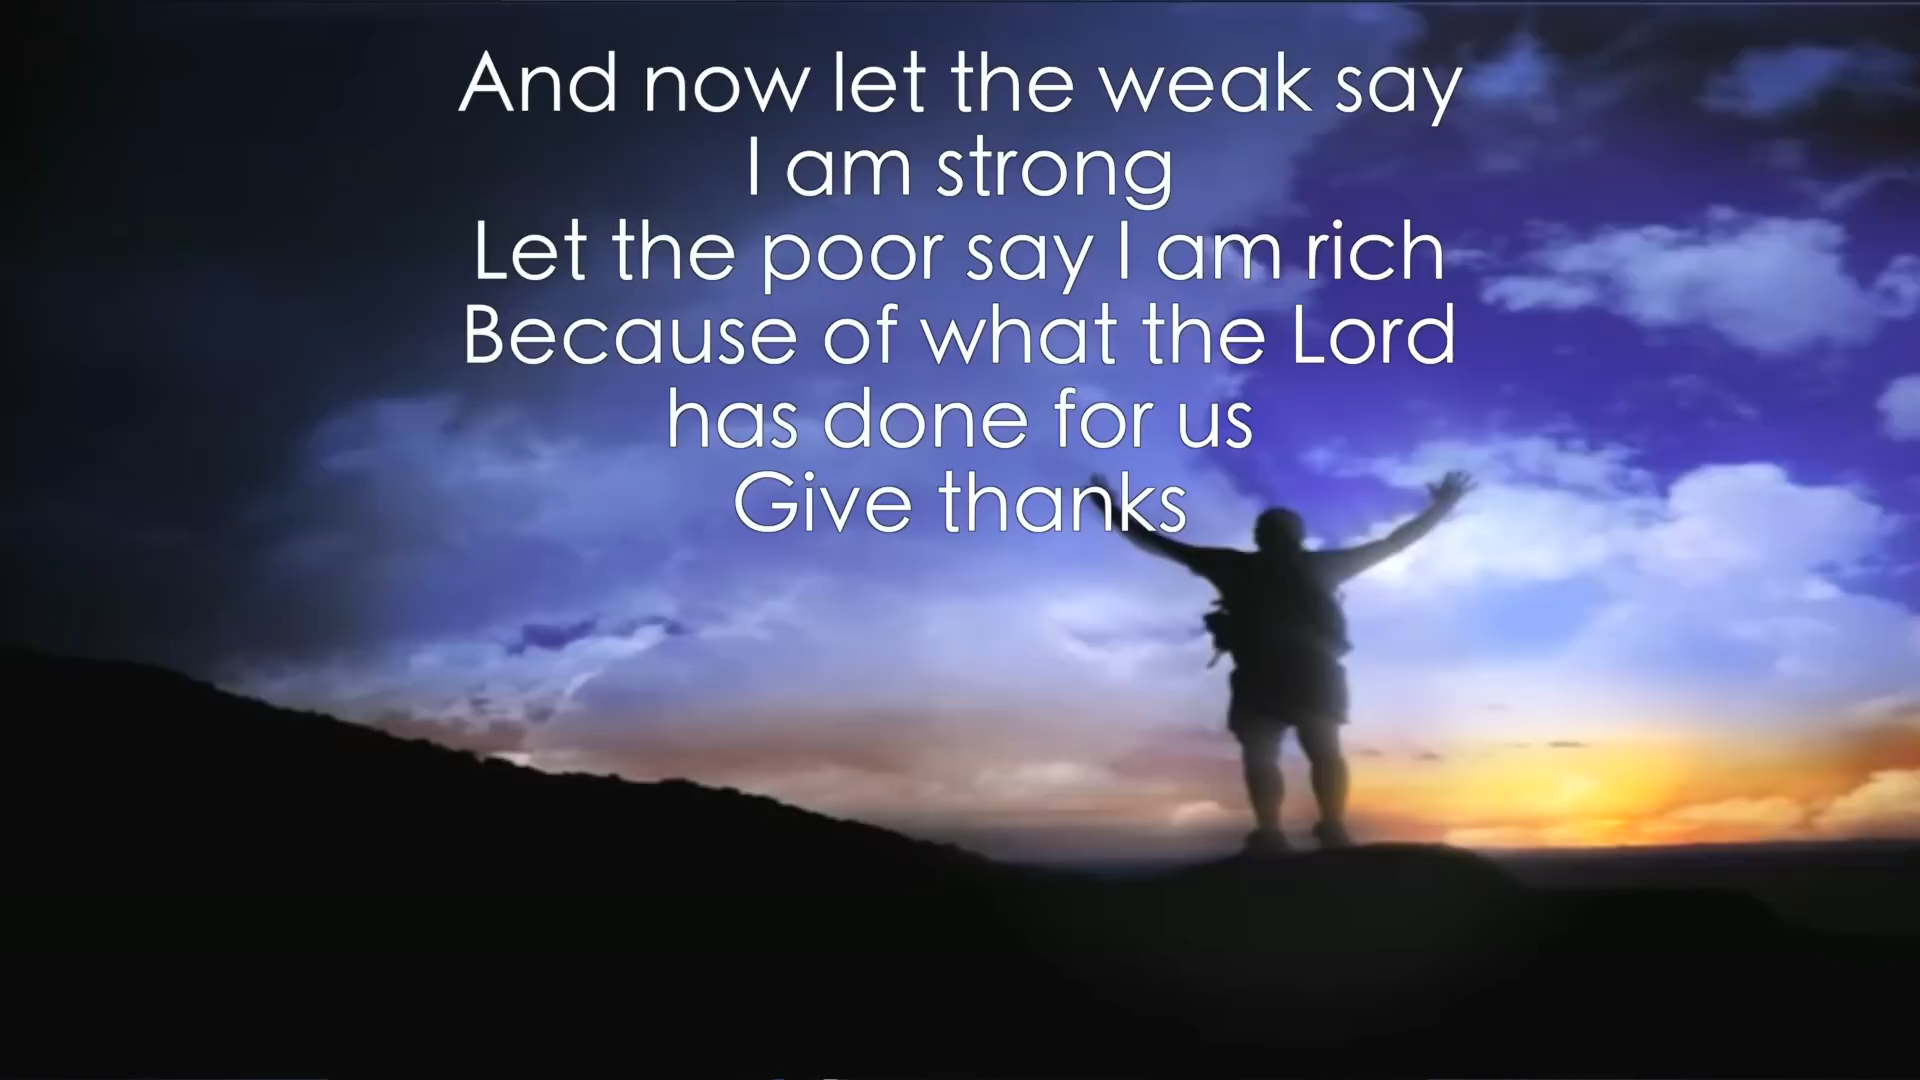 And now let the weak say
I am strong
Let the poor say I am rich
Because of what the Lord
has done for us
Give thanks